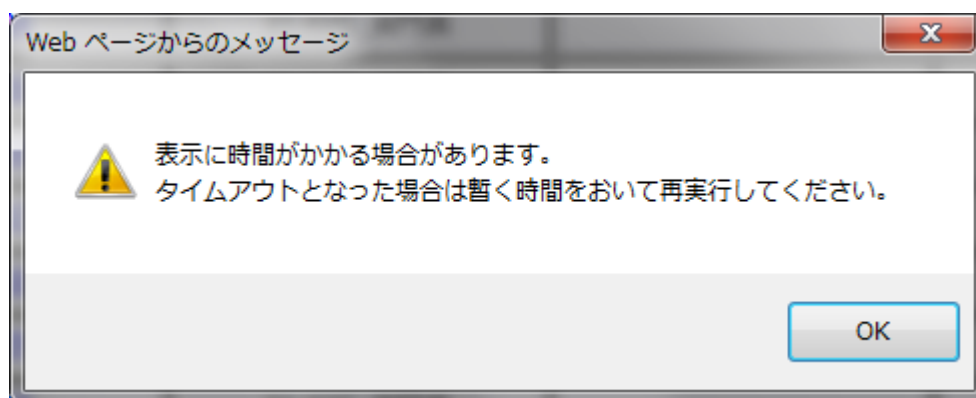 Web ページからのメッセージ
表示に時間がかかる場合があります。
タイムアウトとなった場合は暫く時間をおいて再実行してください。
OK